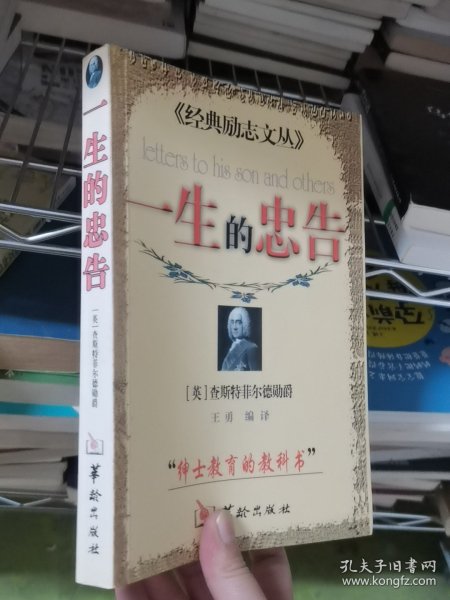 《经典励志文丛》
letters to his son and others
一生的忠告
[英]查斯特菲尔德勋爵
王勇 编译
“绅士教育的教科书”
华龄出版社
一生的忠告
[英]查斯特菲尔德勋爵
华龄出版社
孔夫子旧书网
www.kongfz.com